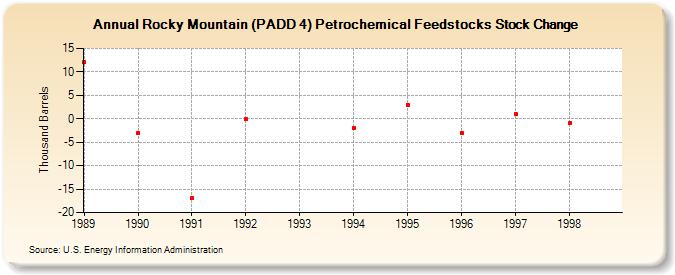 Annual Rocky Mountain (PADD 4) Petrochemical Feedstocks Stock Change
Thousand Barrels
15
10
5
0
-5
-10
-15
-20
1989 1990 1991 1992 1993 1994 1995 1996 1997 1998
Source: U.S. Energy Information Administration